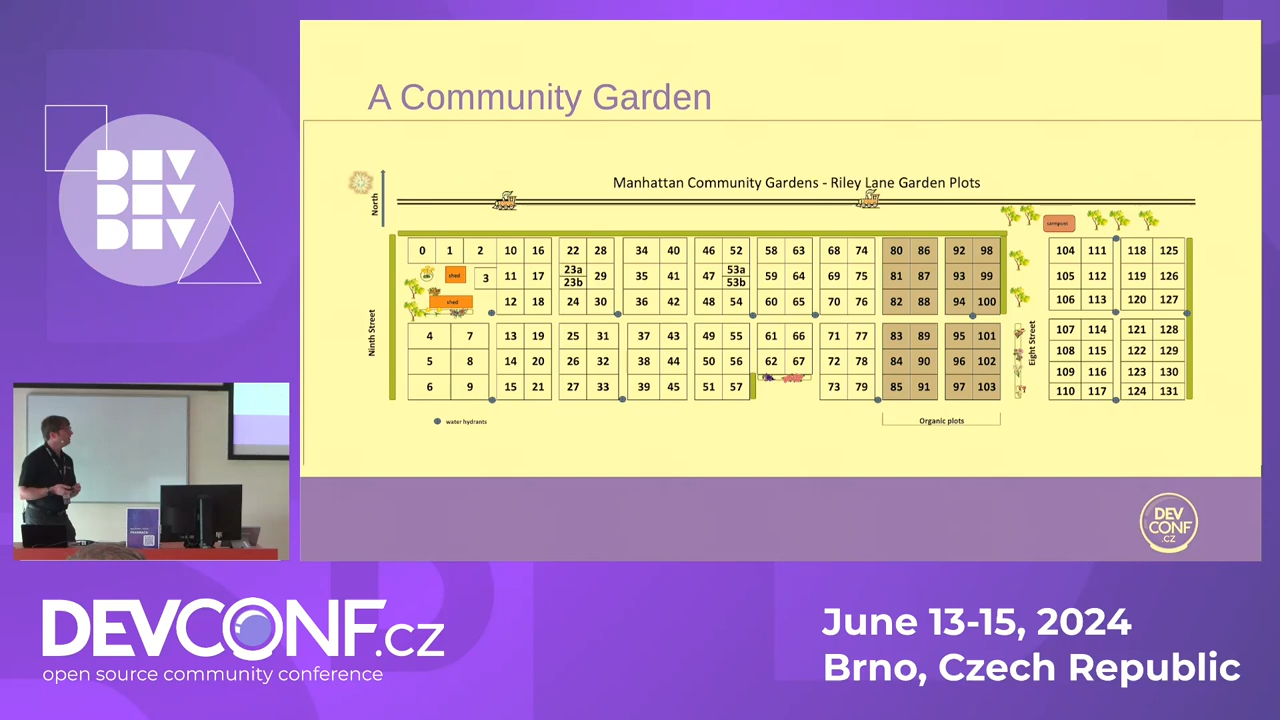 DEV
DEV
DEV
A Community Garden
Manhattan Community Gardens - Riley Lane Garden Plots
North
Ninth Street
Eight Street
compost
0 1 2 10 16 22 28 34 40 46 52 58 63 68 74 80 86 92 98 104 111 118 125
shed 3 11 17 23a 23b 29 35 41 47 53a 53b 59 64 69 75 81 87 93 99 105 112 119 126
shed 12 18 24 30 36 42 48 54 60 65 70 76 82 88 94 100 106 113 120 127
4 7 13 19 25 31 37 43 49 55 61 66 71 77 83 89 95 101 107 114 121 128
5 8 14 20 26 32 38 44 50 56 62 67 72 78 84 90 96 102 108 115 122 129
6 9 15 21 27 33 39 45 51 57 73 79 85 91 97 103 109 116 123 130
110 117 124 131
water hydrants
Organic plots
DEV
CONF
.CZ
DEVCONF.cz
open source community conference
June 13-15, 2024
Brno, Czech Republic